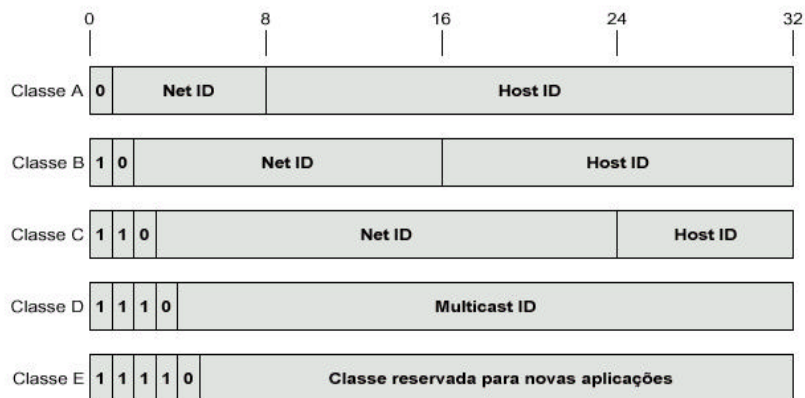 0 8 16 24 32
Classe A 0 Net ID Host ID
Classe B 1 0 Net ID Host ID
Classe C 1 1 0 Net ID Host ID
Classe D 1 1 1 0 Multicast ID
Classe E 1 1 1 1 0 Classe reservada para novas aplicações